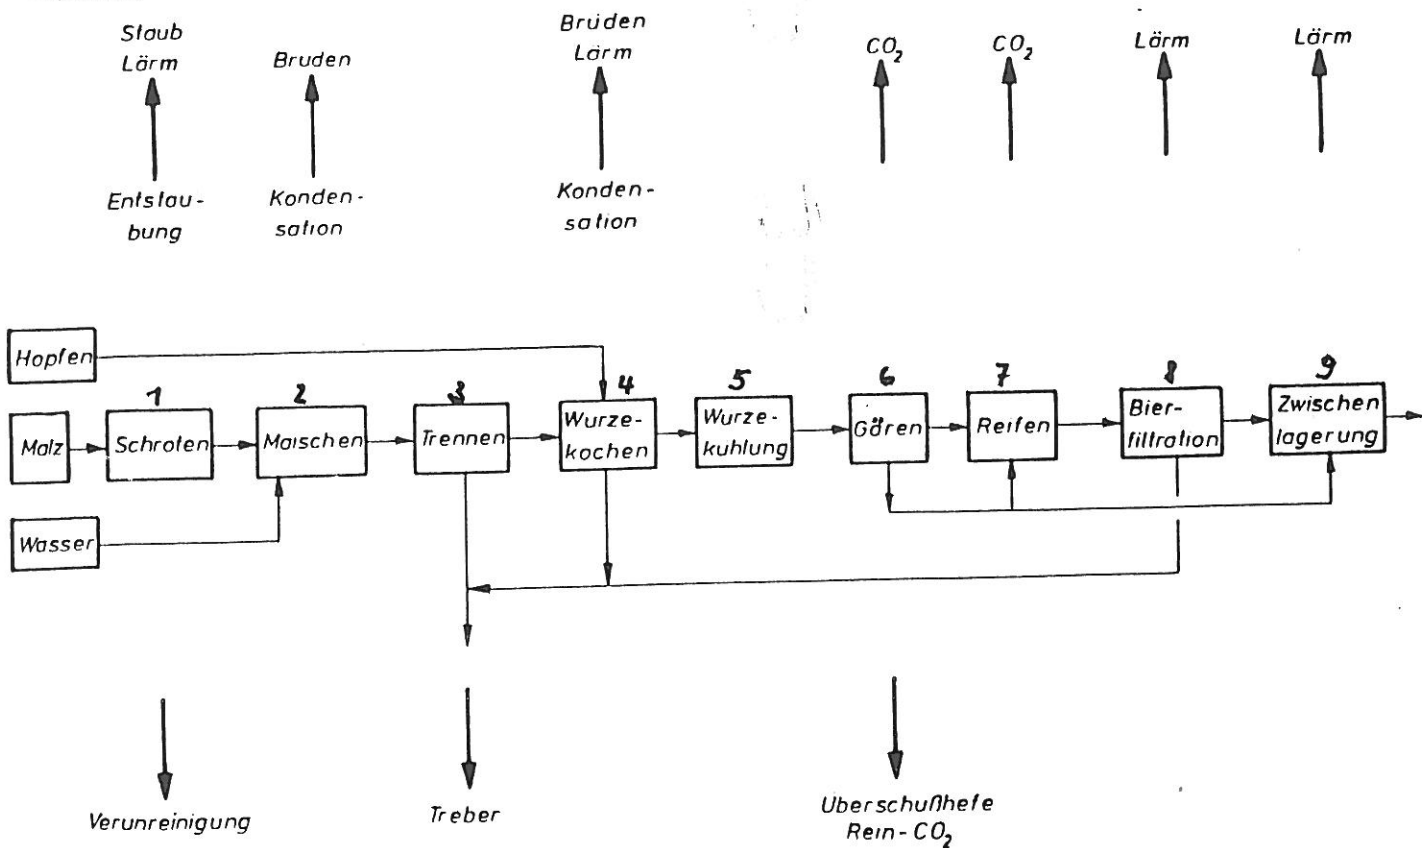 Staub
Lärm
Bruden
Brüden
Lärm
CO₂
CO₂
Lärm
Lärm
Entstau-
bung
Konden-
sation
Konden-
sation
Hopfen
1
2
3
4
5
6
7
8
9
Malz
Schroten
Maischen
Trennen
Wurze-
kochen
Wurze-
kuhlung
Gären
Reifen
Bier-
filtration
Zwischen
lagerung
Wasser
Verunreinigung
Treber
Uberschußhefe
Rein-CO₂